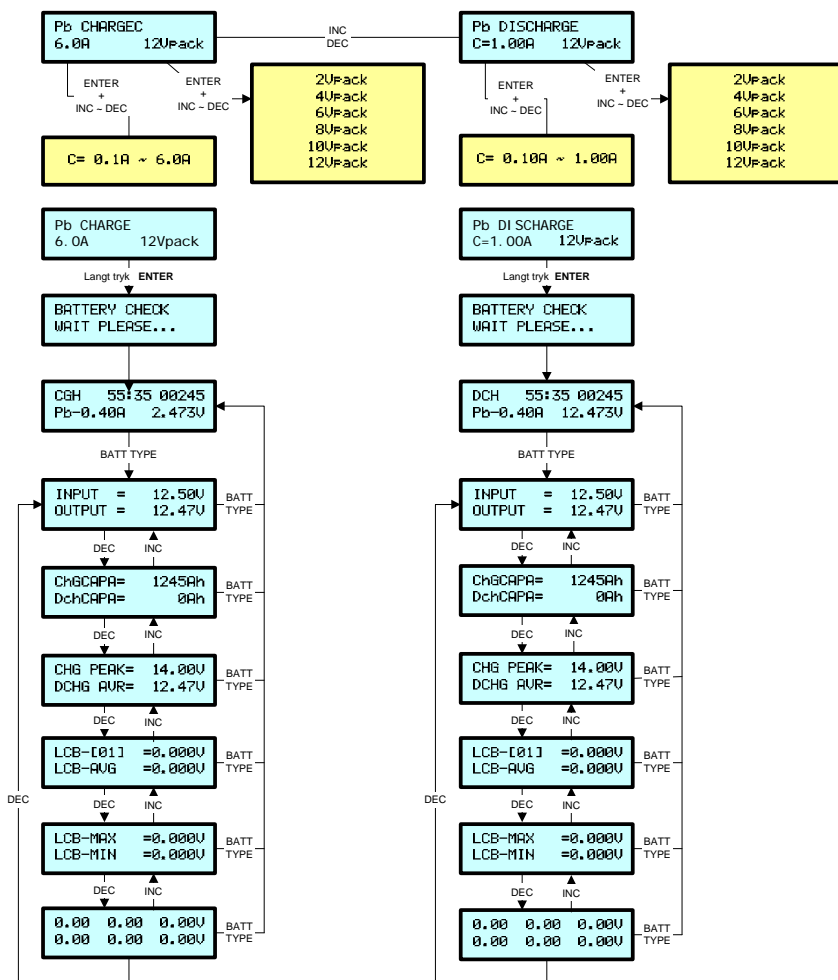 Pb CHARGEC
6.0A 12Vpack
INC
DEC
Pb DISCHARGE
C=1.00A 12Vpack
ENTER
+
INC ~ DEC
ENTER
+
INC ~ DEC
2Vpack
4Vpack
6Vpack
8Vpack
10Vpack
12Vpack
C= 0.1A ~ 6.0A
ENTER
+
INC ~ DEC
ENTER
+
INC ~ DEC
2Vpack
4Vpack
6Vpack
8Vpack
10Vpack
12Vpack
C= 0.10A ~ 1.00A
Pb CHARGE
6.0A 12Vpack
Langt tryk ENTER
BATTERY CHECK
WAIT PLEASE...
CGH 55:35 00245
Pb-0.40A 2.473V
BATT TYPE
INPUT = 12.50V
OUTPUT = 12.47V
BATT
TYPE
DEC
INC
ChGCAPA= 1245Ah
DchCAPA= 0Ah
BATT
TYPE
DEC
INC
CHG PEAK= 14.00V
DCHG AVR= 12.47V
BATT
TYPE
DEC
INC
LCB-[01] =0.000V
LCB-AVG =0.000V
BATT
TYPE
DEC
DEC
INC
LCB-MAX =0.000V
LCB-MIN =0.000V
BATT
TYPE
DEC
INC
0.00 0.00 0.00V
0.00 0.00 0.00V
BATT
TYPE
Pb DISCHARGE
C=1.00A 12Vpack
Langt tryk ENTER
BATTERY CHECK
WAIT PLEASE...
DCH 55:35 00245
Pb-0.40A 12.473V
BATT TYPE
INPUT = 12.50V
OUTPUT = 12.47V
BATT
TYPE
DEC
INC
ChGCAPA= 1245Ah
DchCAPA= 0Ah
BATT
TYPE
DEC
INC
CHG PEAK= 14.00V
DCHG AVR= 12.47V
BATT
TYPE
DEC
INC
LCB-[01] =0.000V
LCB-AVG =0.000V
BATT
TYPE
DEC
DEC
INC
LCB-MAX =0.000V
LCB-MIN =0.000V
BATT
TYPE
DEC
INC
0.00 0.00 0.00V
0.00 0.00 0.00V
BATT
TYPE